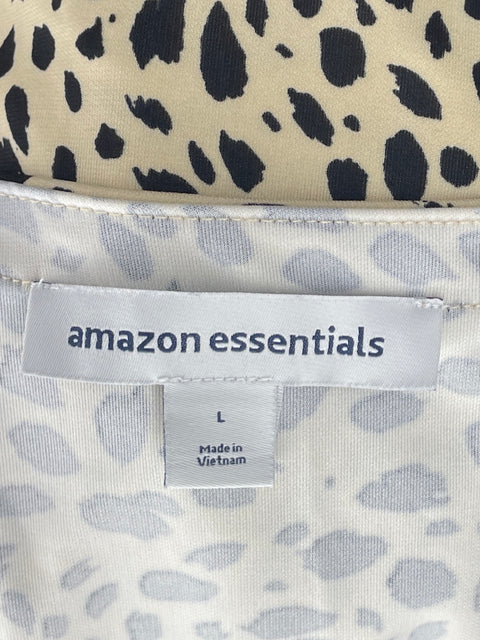 amazon essentials
L
Made in
Vietnam